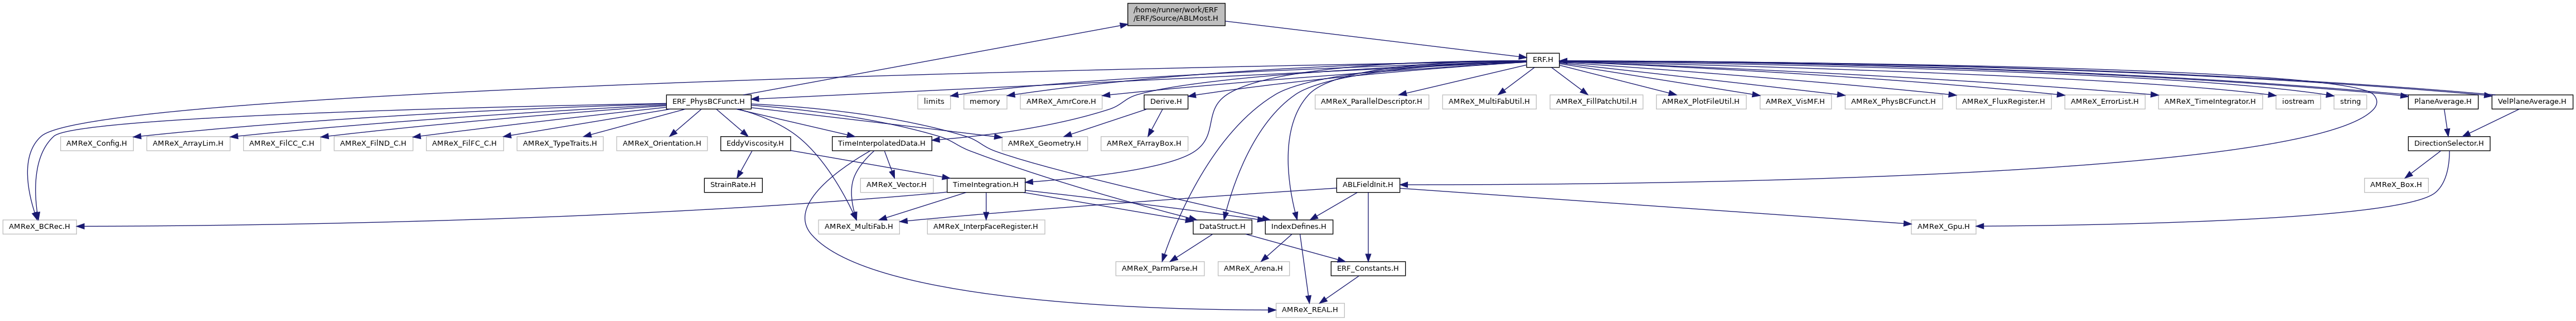 /home/runner/work/ERF
/ERF/Source/ABLMost.H
ERF.H
ERF_PhysBCFunct.H
limits
memory
AMReX_AmrCore.H
Derive.H
AMReX_ParallelDescriptor.H
AMReX_MultiFabUtil.H
AMReX_FillPatchUtil.H
AMReX_PlotFileUtil.H
AMReX_VisMF.H
AMReX_PhysBCFunct.H
AMReX_FluxRegister.H
AMReX_ErrorList.H
AMReX_TimeIntegrator.H
iostream
string
PlaneAverage.H
VelPlaneAverage.H
AMReX_Config.H
AMReX_ArrayLim.H
AMReX_FilCC_C.H
AMReX_FilND_C.H
AMReX_FilFC_C.H
AMReX_TypeTraits.H
AMReX_Orientation.H
EddyViscosity.H
TimeInterpolatedData.H
AMReX_Geometry.H
AMReX_FArrayBox.H
DirectionSelector.H
StrainRate.H
AMReX_Vector.H
TimeIntegration.H
ABLFieldInit.H
AMReX_Box.H
AMReX_BCRec.H
AMReX_MultiFab.H
AMReX_InterpFaceRegister.H
DataStruct.H
IndexDefines.H
AMReX_Gpu.H
AMReX_ParmParse.H
AMReX_Arena.H
ERF_Constants.H
AMReX_REAL.H